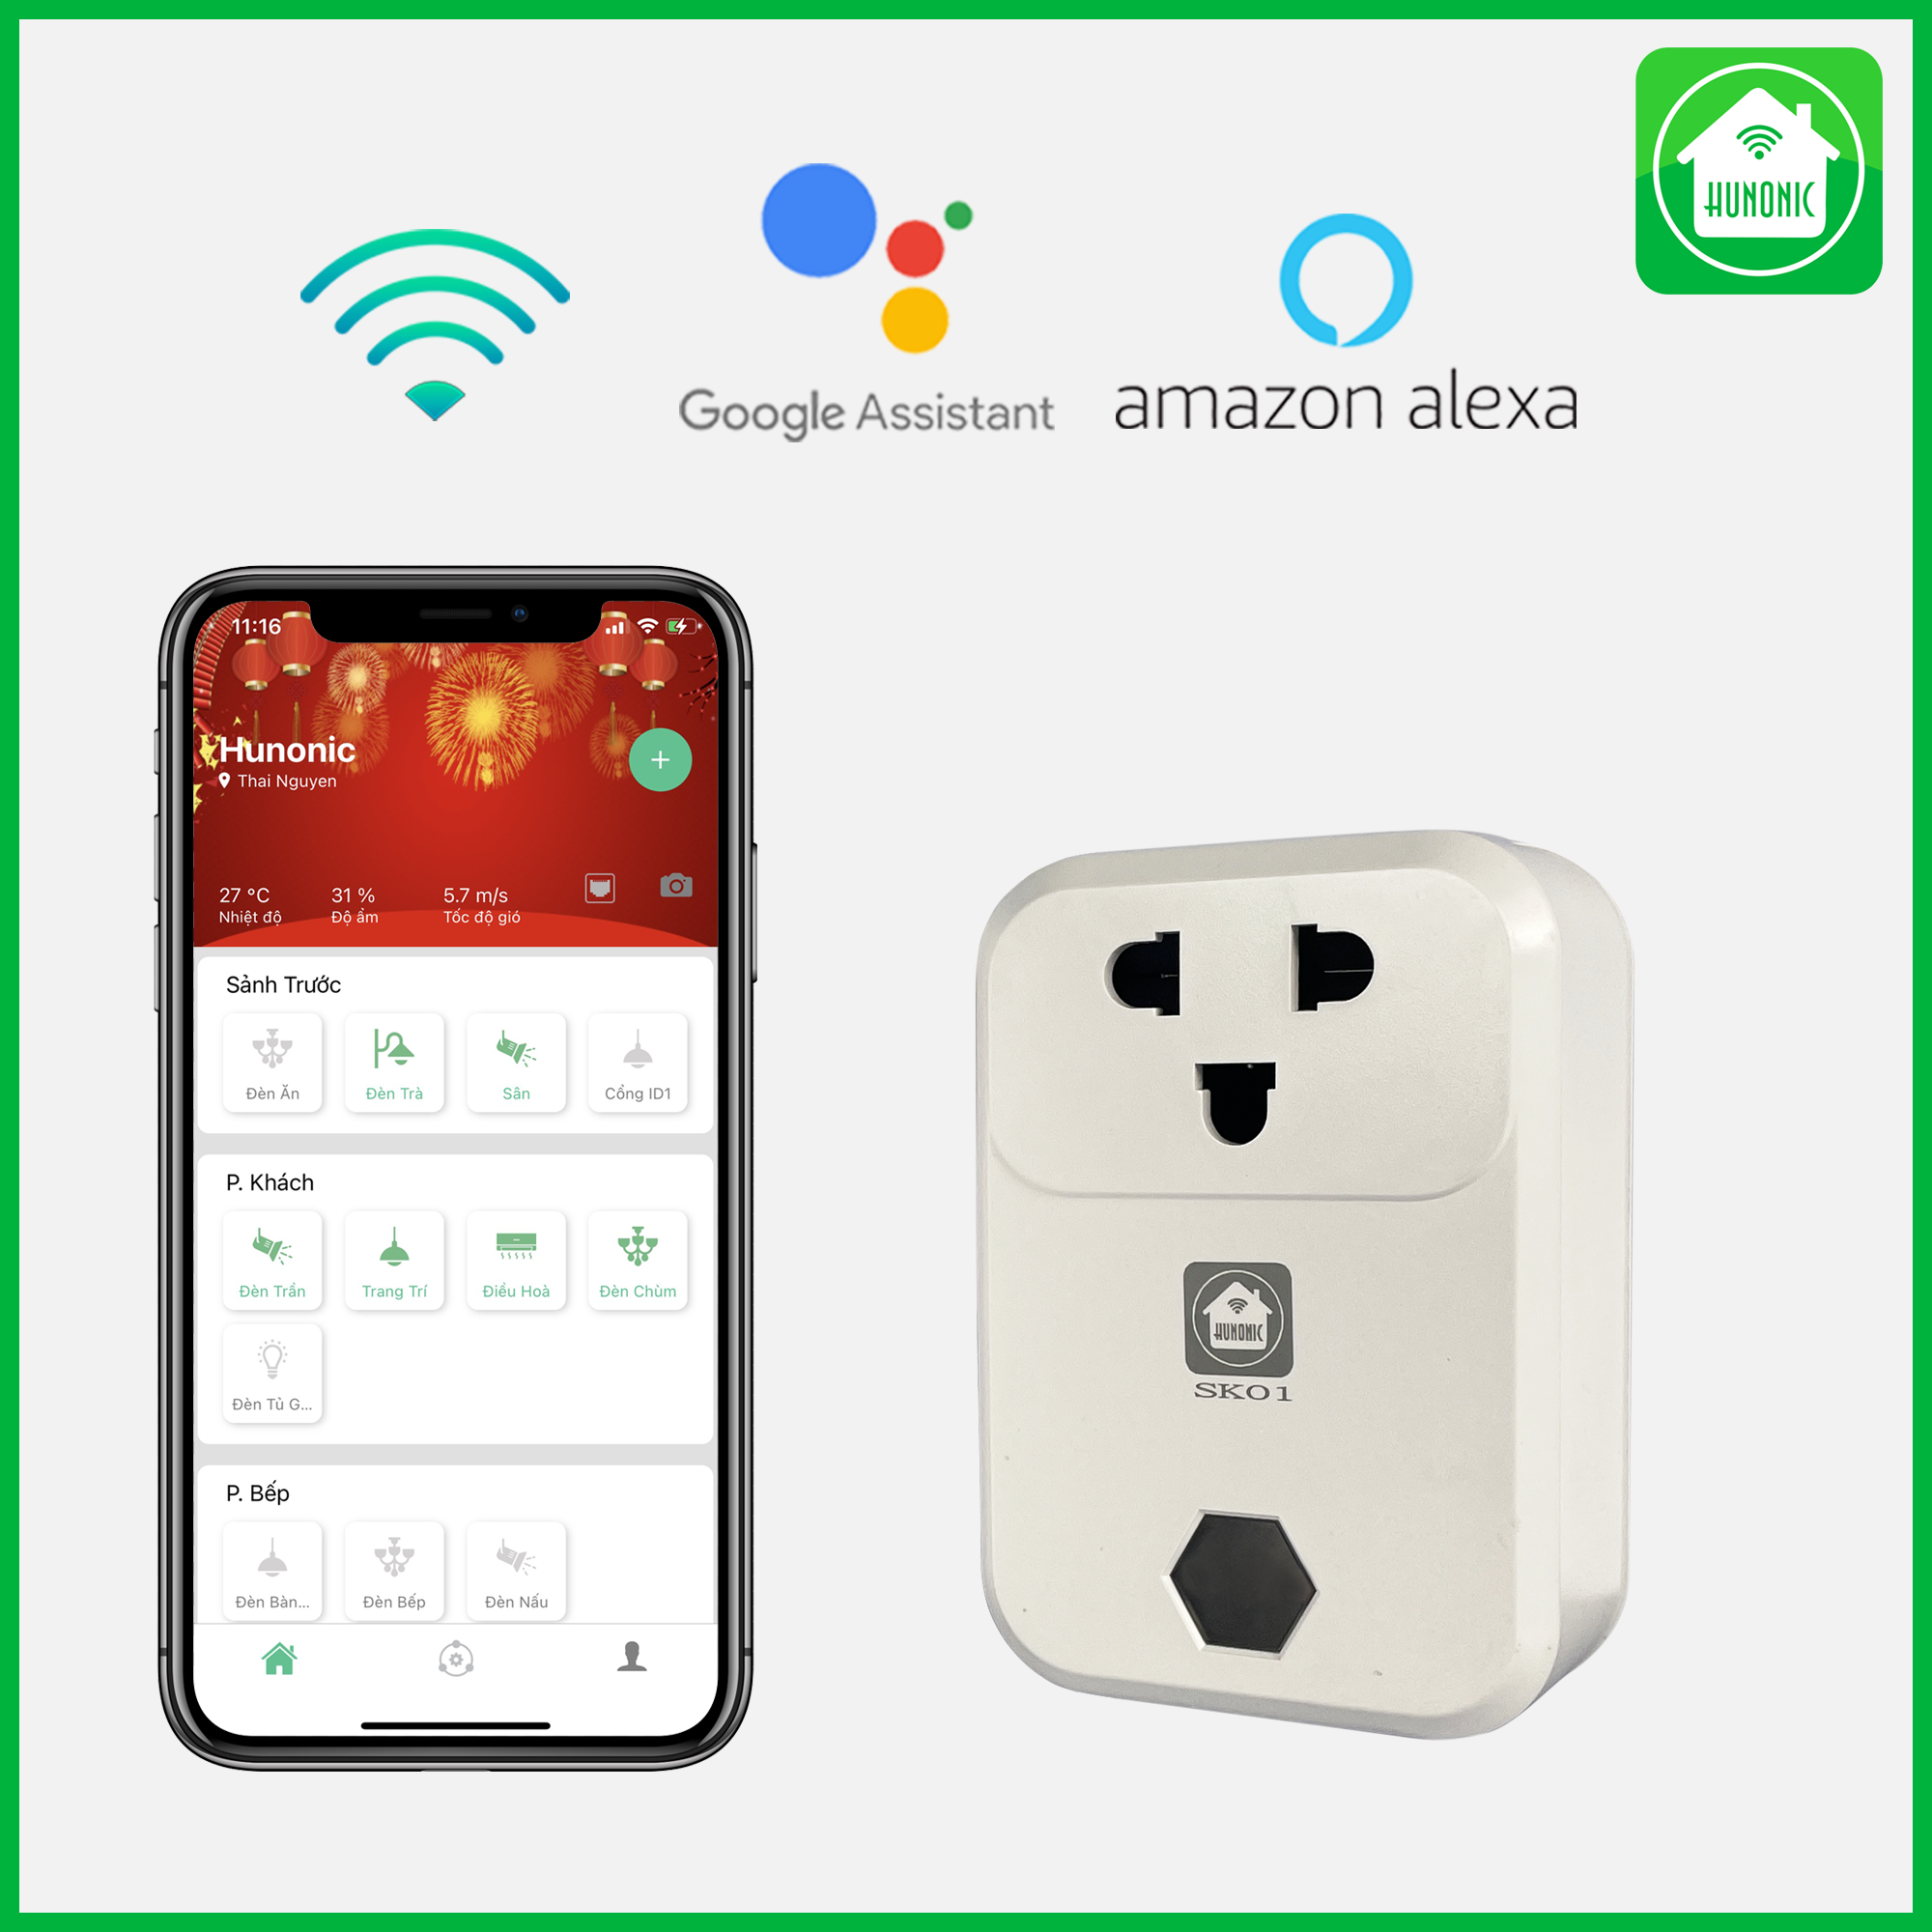 HUNONIC
Google Assistant
amazon alexa
11:16
Hunonic
Thai Nguyen
27 °C
31 %
5.7 m/s
Nhiệt độ
Độ ẩm
Tốc độ gió
Sảnh Trước
Đèn Ăn
Đèn Trà
Sân
Cổng ID1
P. Khách
Đèn Trần
Trang Trí
Điều Hoà
Đèn Chùm
Đèn Tủ G...
P. Bếp
Đèn Bàn...
Đèn Bếp
Đèn Nấu
HUNONIC
SK01